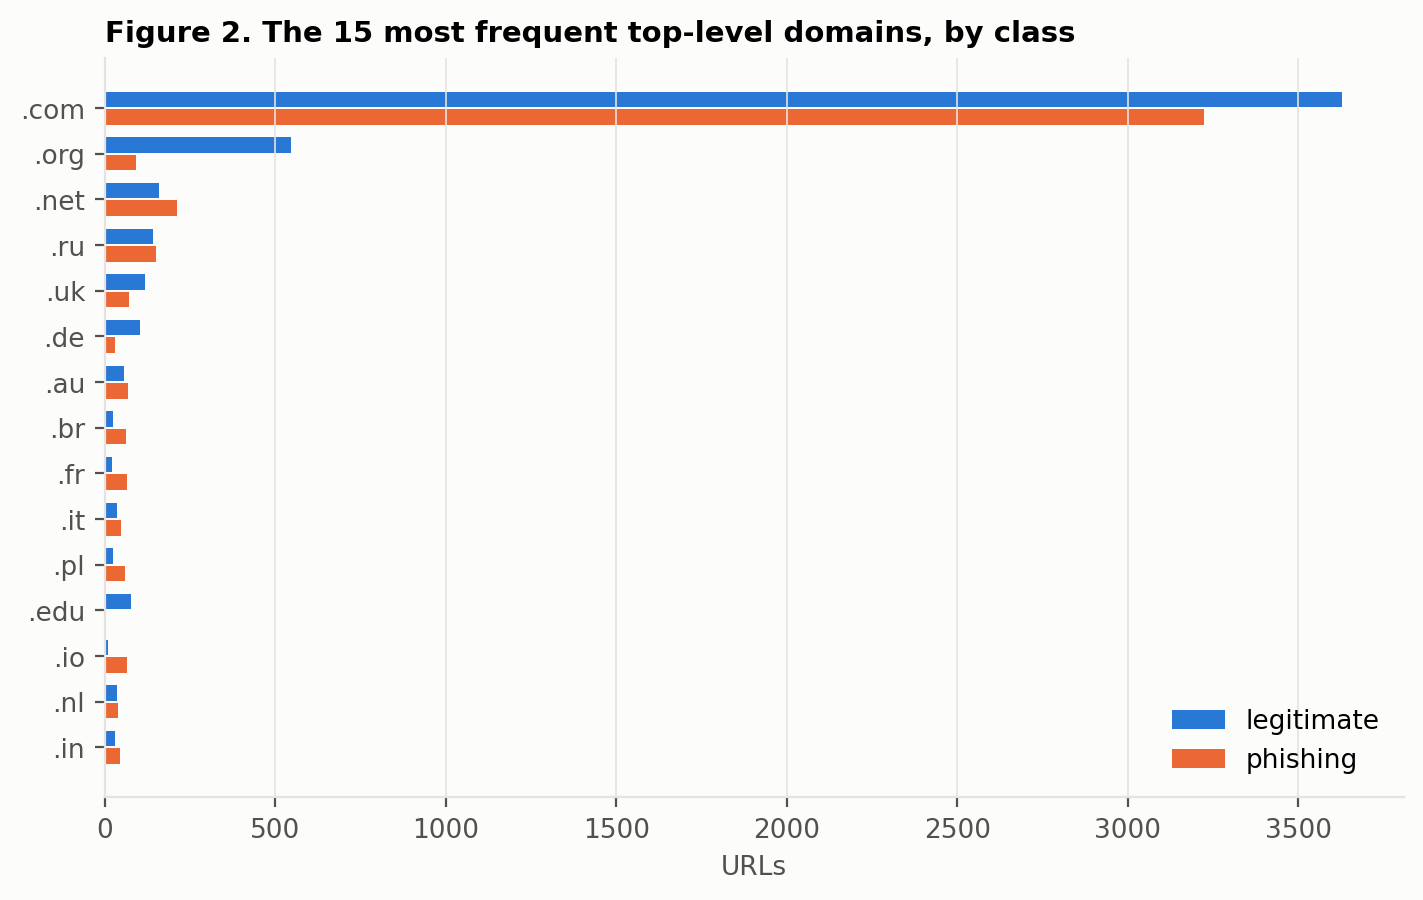 Figure 2. The 15 most frequent top-level domains, by class
.com
.org
.net
.ru
.uk
.de
.au
.br
.fr
.it
.pl
.edu
.io
.nl
.in
legitimate
phishing
0 500 1000 1500 2000 2500 3000 3500
URLs